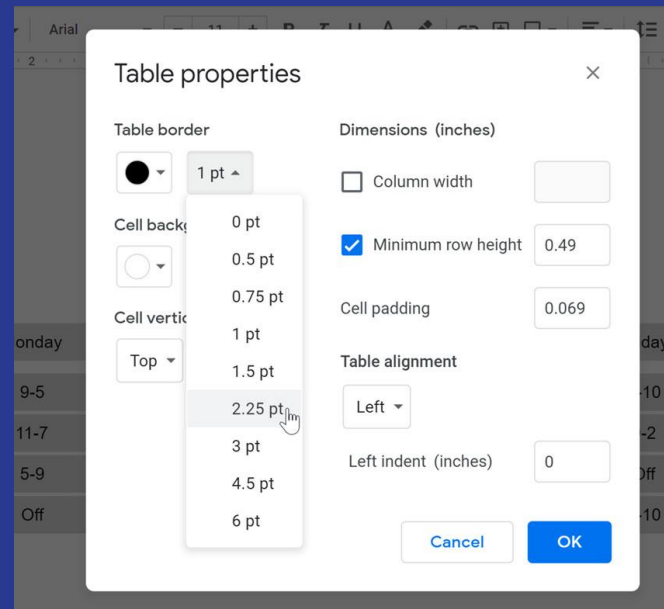 Arial
11
2
Table properties
Table border
1 pt
0 pt
0.5 pt
0.75 pt
1 pt
1.5 pt
2.25 pt
3 pt
4.5 pt
6 pt
Cell back
Cell vertic
Top
Dimensions (inches)
Column width
Minimum row height 0.49
Cell padding 0.069
Table alignment
Left
Left indent (inches) 0
Cancel OK
onday
9-5
11-7
5-9
Off
day
-10
-2
Off
-10